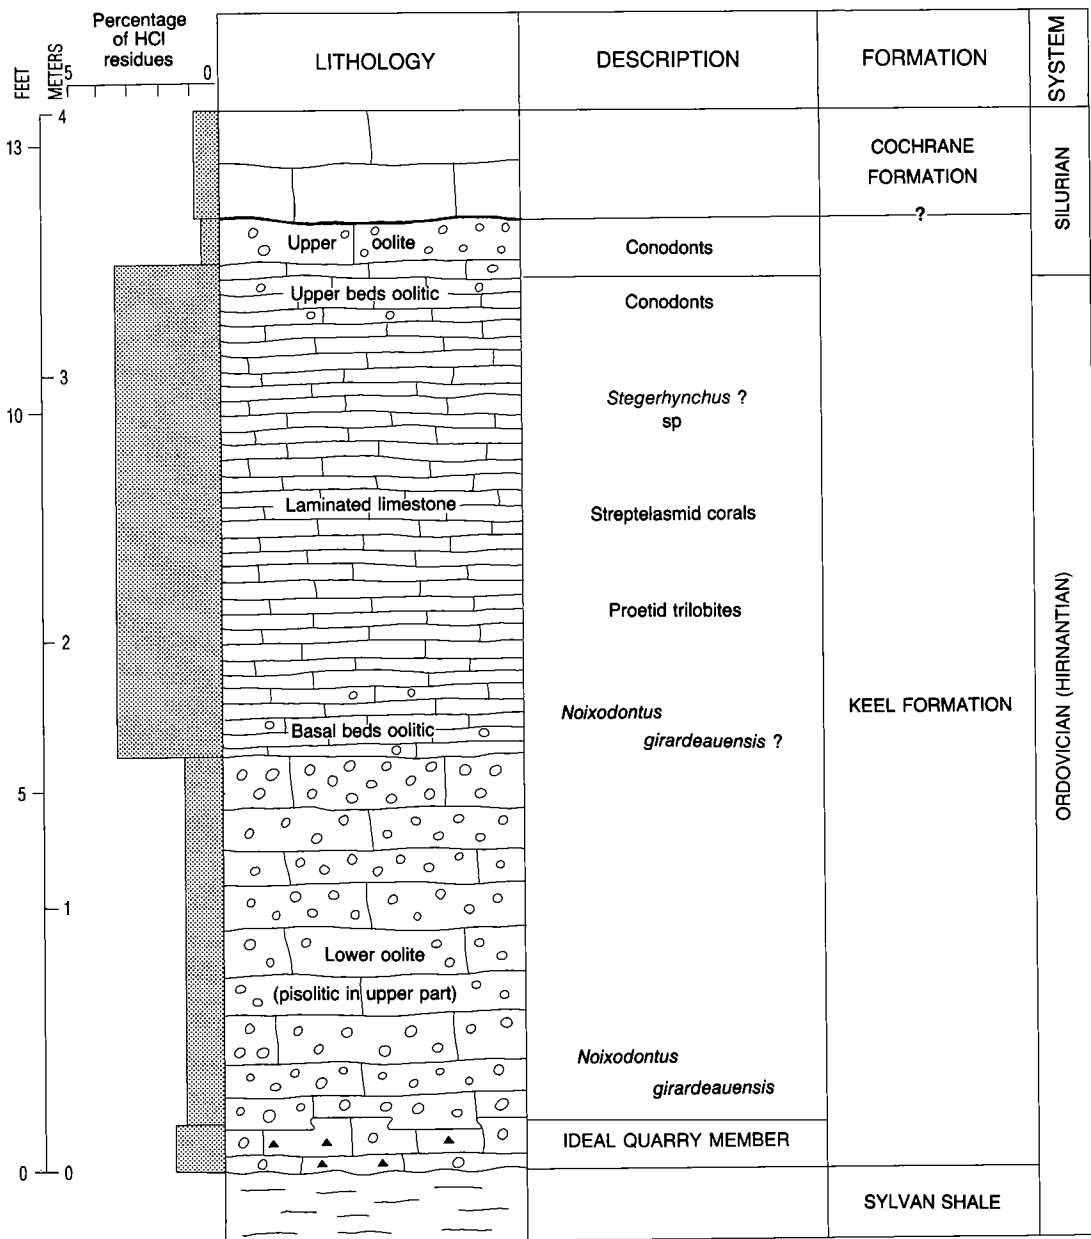 Percentage
of HCl
residues
FEET
METERS
5
0
LITHOLOGY
DESCRIPTION
FORMATION
SYSTEM
4
13
COCHRANE
FORMATION
?
SILURIAN
Upper oolite
Conodonts
Upper beds oolitic
Conodonts
3
10
Stegerhynchus ?
sp
Laminated limestone
Streptelasmid corals
Proetid trilobites
2
ORDOVICIAN (HIRNANTIAN)
KEEL FORMATION
Noixodontus
girardeauensis ?
Basal beds oolitic
5
1
Lower oolite
(pisolitic in upper part)
Noixodontus
girardeauensis
IDEAL QUARRY MEMBER
0
0
SYLVAN SHALE